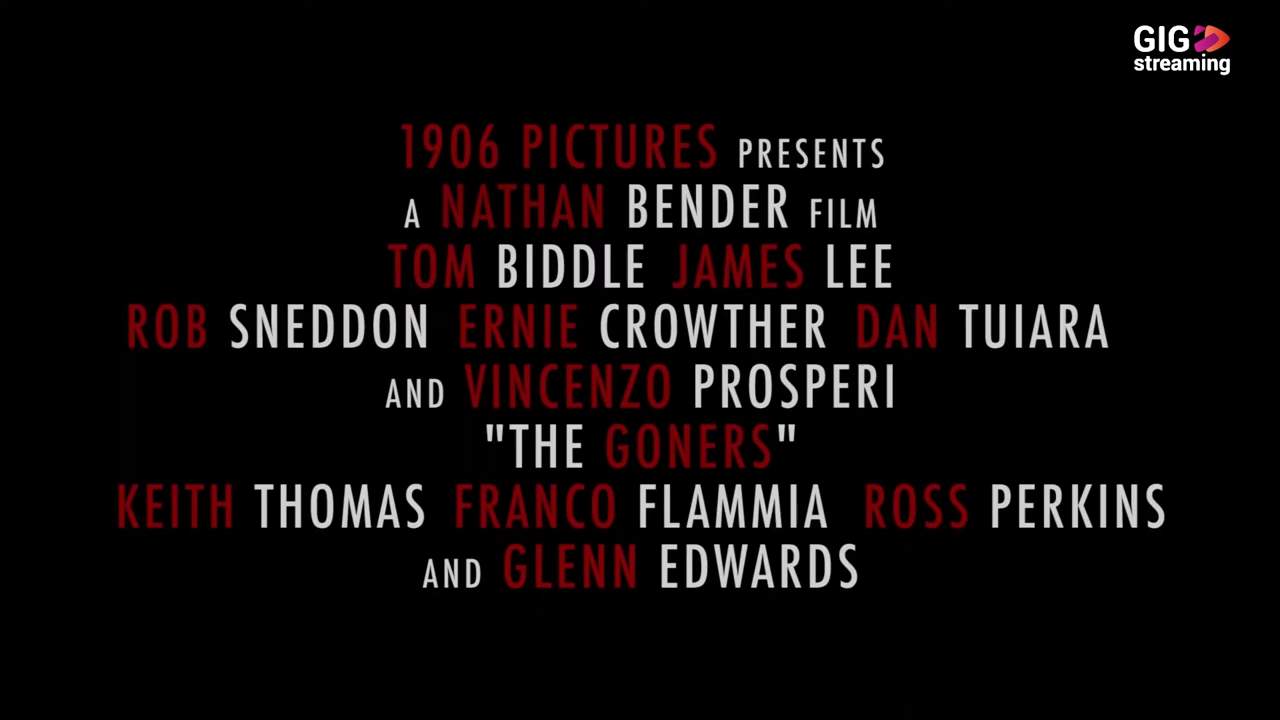 GIG
streaming
1906 PICTURES PRESENTS
A NATHAN BENDER FILM
TOM BIDDLE JAMES LEE
ROB SNEDDON ERNIE CROWTHER DAN TUIARA
AND VINCENZO PROSPERI
"THE GONERS"
KEITH THOMAS FRANCO FLAMMIA ROSS PERKINS
AND GLENN EDWARDS